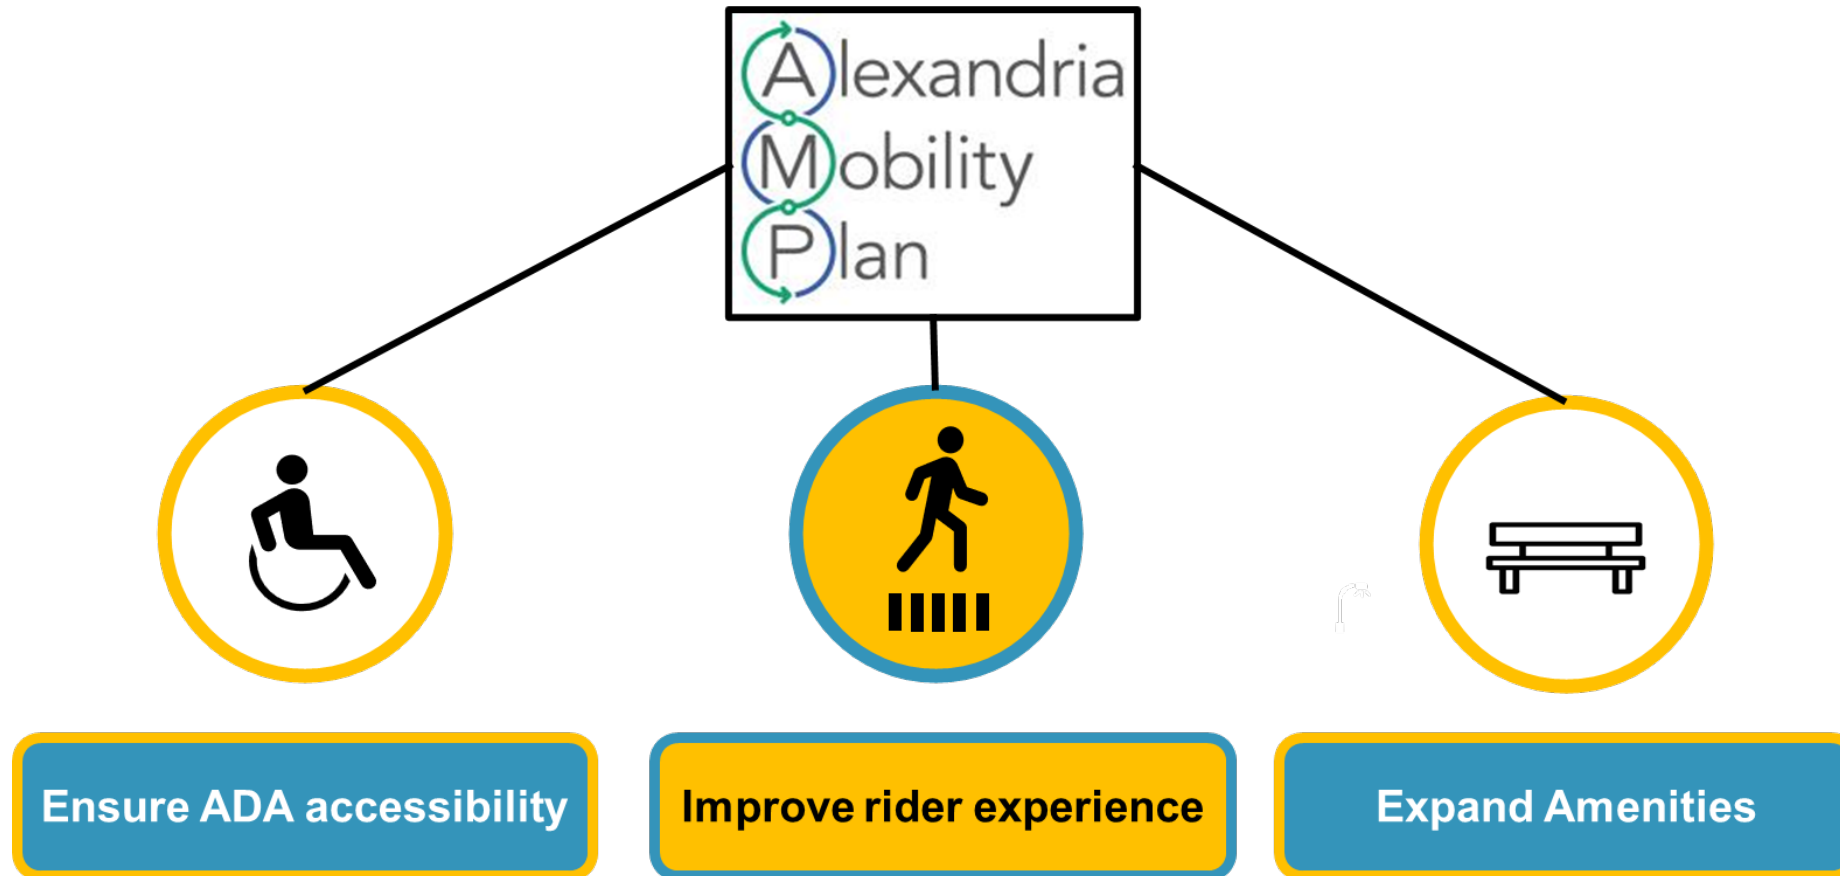 Alexandria
Mobility
Plan
Ensure ADA accessibility
Improve rider experience
Expand Amenities